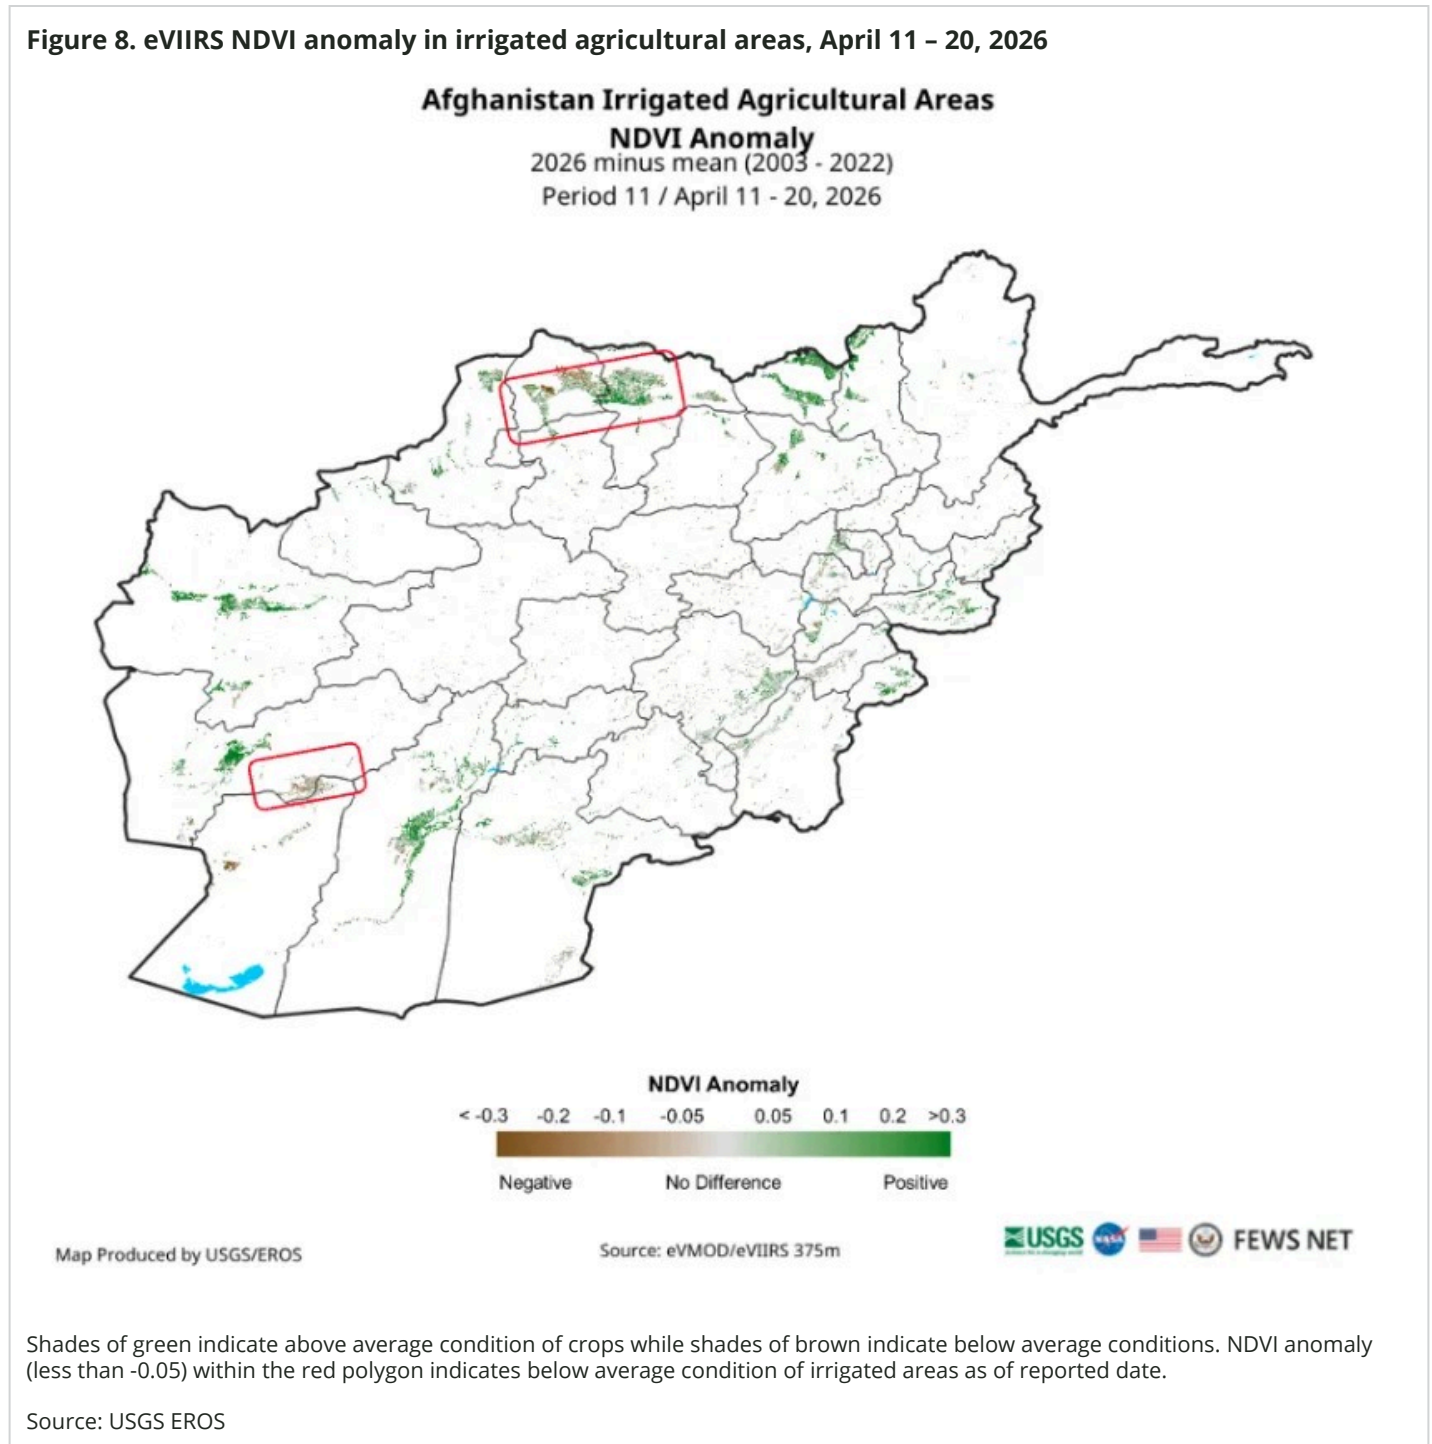 Figure 8. eVIIRS NDVI anomaly in irrigated agricultural areas, April 11 – 20, 2026
Afghanistan Irrigated Agricultural Areas
NDVI Anomaly
2026 minus mean (2003 - 2022)
Period 11 / April 11 - 20, 2026
NDVI Anomaly
< -0.3 -0.2 -0.1 -0.05 0.05 0.1 0.2 >0.3
Negative No Difference Positive
Map Produced by USGS/EROS
Source: eVMOD/eVIIRS 375m
USGS NASA FEWS NET
Shades of green indicate above average condition of crops while shades of brown indicate below average conditions. NDVI anomaly
(less than -0.05) within the red polygon indicates below average condition of irrigated areas as of reported date.
Source: USGS EROS